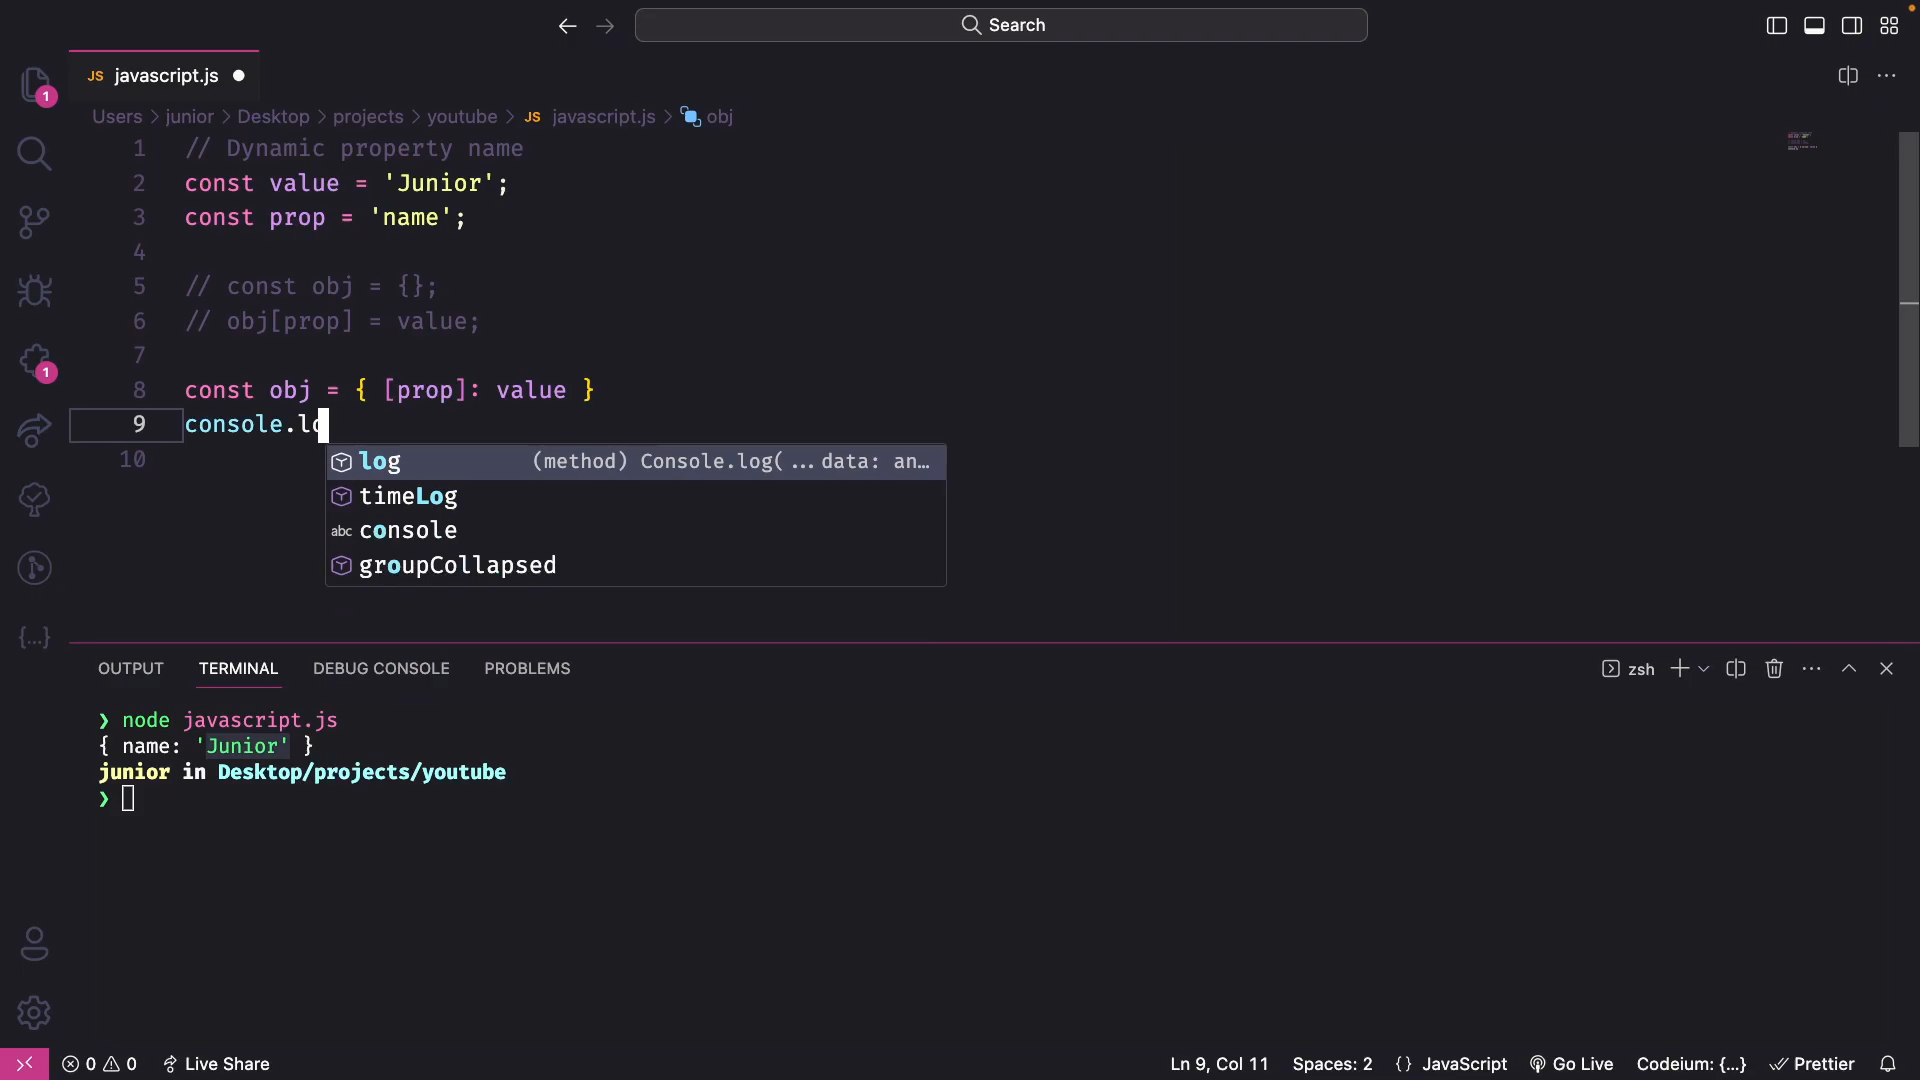 Search
JS javascript.js
1
Users > junior > Desktop > projects > youtube > JS javascript.js > obj
1 // Dynamic property name
2 const value = 'Junior';
3 const prop = 'name';
4
5 // const obj = {};
6 // obj[prop] = value;
7
1
8 const obj = { [prop]: value }
9 console.lo
10
log (method) Console.log(...data: an...
timeLog
abc console
groupCollapsed
OUTPUT TERMINAL DEBUG CONSOLE PROBLEMS zsh
❯ node javascript.js
{ name: 'Junior' }
junior in Desktop/projects/youtube
❯
0 0 Live Share Ln 9, Col 11 Spaces: 2 {} JavaScript Go Live Codeium: {...} Prettier